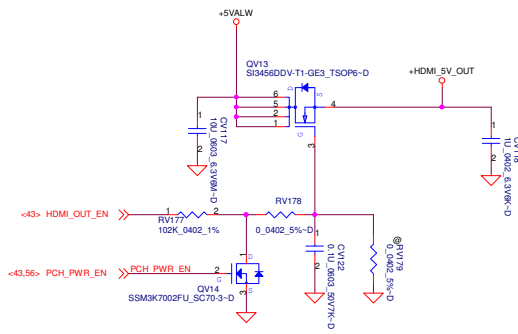 +5VALW
QV13
SI3456DDV-T1-GE3_TSOP6~D
+HDMI_5V_OUT
D
S
6
5
2
1
4
G
3
1
2
CV117
10U_0603_6.3V6M~D
1
2
1U_0402_6.3V6K~D
<43> HDMI_OUT_EN
1
2
RV177
102K_0402_1%
RV178
0_0402_5%~D
1
2
CV122
0.1U_0603_50V7K~D
@
RV179
0_0402_5%~D
<43,56> PCH_PWR_EN
PCH_PWR_EN
2
G
1
D
3
S
QV14
SSM3K7002FU_SC70-3~D